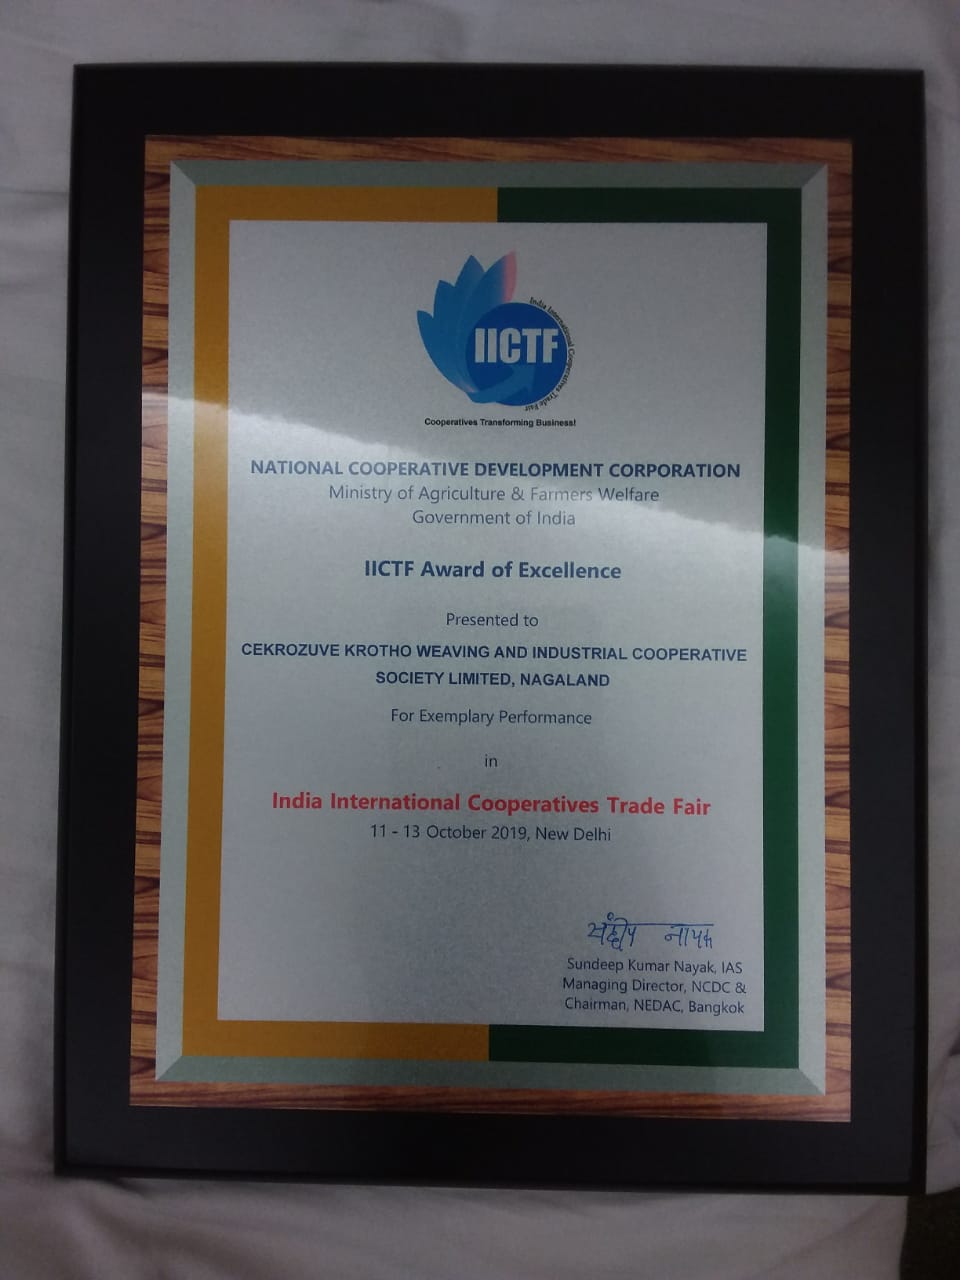 IICTF
India International Cooperatives Trade Fair
Cooperatives Transforming Business!
NATIONAL COOPERATIVE DEVELOPMENT CORPORATION
Ministry of Agriculture & Farmers Welfare
Government of India
IICTF Award of Excellence
Presented to
CEKROZUVE KROTHO WEAVING AND INDUSTRIAL COOPERATIVE
SOCIETY LIMITED, NAGALAND
For Exemplary Performance
in
India International Cooperatives Trade Fair
11 - 13 October 2019, New Delhi
संदीप नायक
Sundeep Kumar Nayak, IAS
Managing Director, NCDC &
Chairman, NEDAC, Bangkok